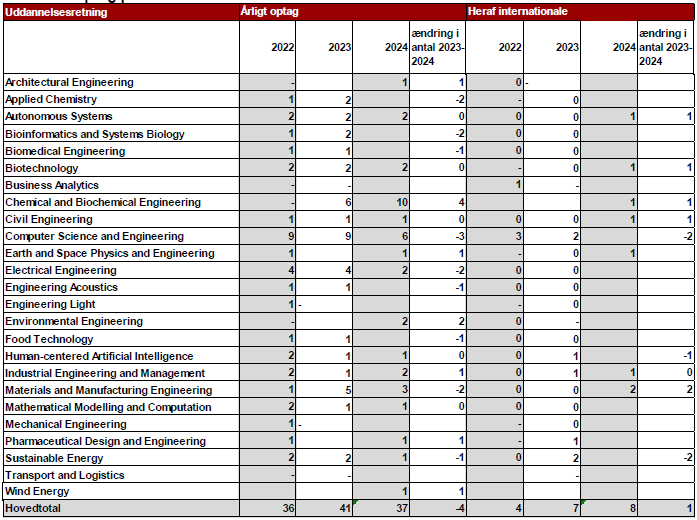 Uddannelsesretning Årligt optag Heraf internationale
2022 2023 2024 ændring i antal 2023-2024 2022 2023 2024 ændring i antal 2023-2024
Architectural Engineering - 1 1 0 -
Applied Chemistry 1 2 -2 - 0
Autonomous Systems 2 2 2 0 0 0 1 1
Bioinformatics and Systems Biology 1 2 -2 0 0
Biomedical Engineering 1 1 -1 0 0
Biotechnology 2 2 2 0 - 0 1 1
Business Analytics - - 1 -
Chemical and Biochemical Engineering - 6 10 4 1 1
Civil Engineering 1 1 1 0 0 0 1 1
Computer Science and Engineering 9 9 6 -3 3 2 -2
Earth and Space Physics and Engineering 1 1 1 - 0 1
Electrical Engineering 4 4 2 -2 0 0
Engineering Acoustics 1 1 -1 0 0
Engineering Light 1 - - 0
Environmental Engineering - 2 2 0 -
Food Technology 1 1 -1 0 0
Human-centered Artificial Intelligence 2 1 1 0 0 1 -1
Industrial Engineering and Management 2 1 2 1 0 1 1 0
Materials and Manufacturing Engineering 1 5 3 -2 0 0 2 2
Mathematical Modelling and Computation 2 1 1 0 0 0
Mechanical Engineering 1 - - 0
Pharmaceutical Design and Engineering 1 1 1 - 1
Sustainable Energy 2 2 1 -1 0 2 -2
Transport and Logistics - - -
Wind Energy 1 1
Hovedtotal 36 41 37 -4 4 7 8 1